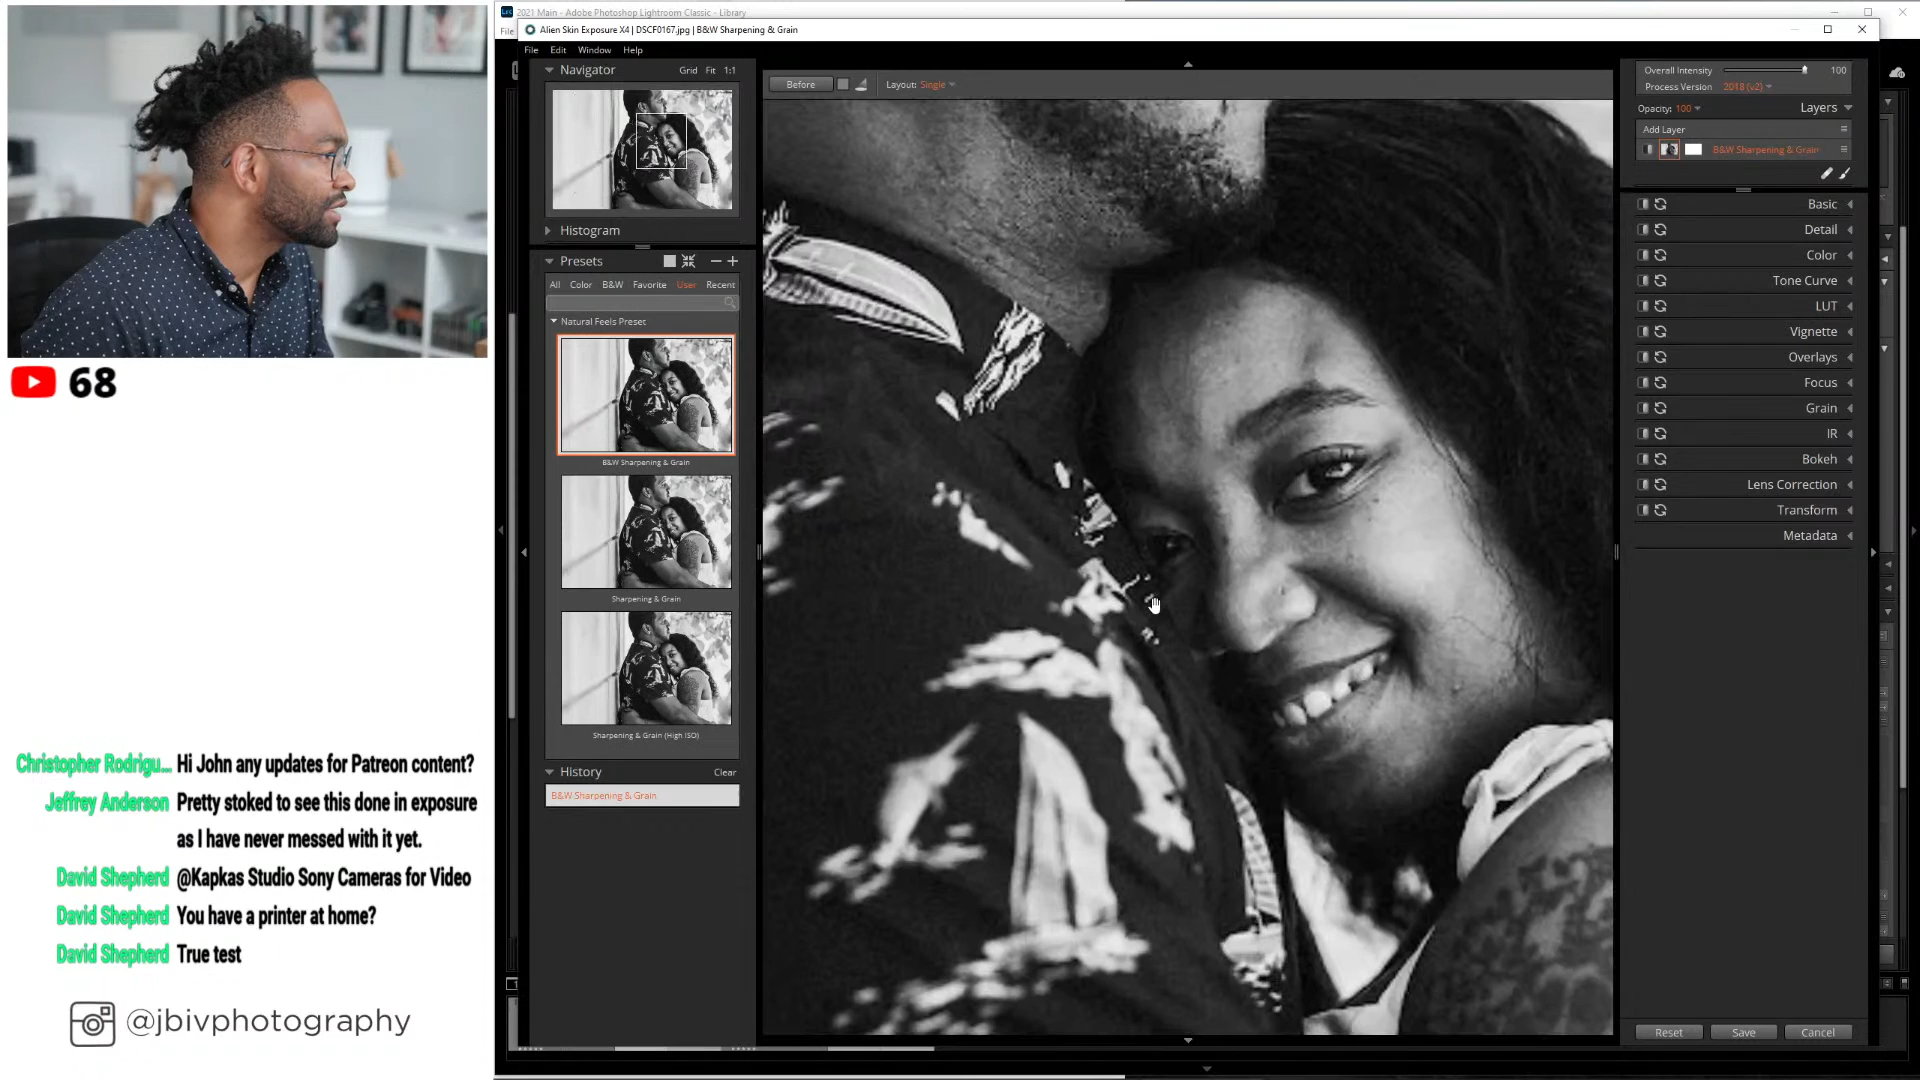 2021 Main - Adobe Photoshop Lightroom Classic - Library
Alien Skin Exposure X4 | DSCF0167.jpg | B&W Sharpening & Grain
File
File Edit Window Help
Navigator Grid Fit 1:1
Histogram
Presets
All Color B&W Favorite User Recent
Natural Feels Preset
B&W Sharpening & Grain
Sharpening & Grain
Sharpening & Grain (High ISO)
History Clear
B&W Sharpening & Grain
Before Layout: Single
Overall Intensity 100
Process Version 2018 (v2)
Opacity: 100 Layers
Add Layer
B&W Sharpening & Grain
Basic
Detail
Color
Tone Curve
LUT
Vignette
Overlays
Focus
Grain
IR
Bokeh
Lens Correction
Transform
Metadata
Reset Save Cancel
68
Christopher Rodrigu... Hi John any updates for Patreon content?
Jeffrey Anderson Pretty stoked to see this done in exposure
as I have never messed with it yet.
David Shepherd @Kapkas Studio Sony Cameras for Video
David Shepherd You have a printer at home?
David Shepherd True test
@jbivphotography